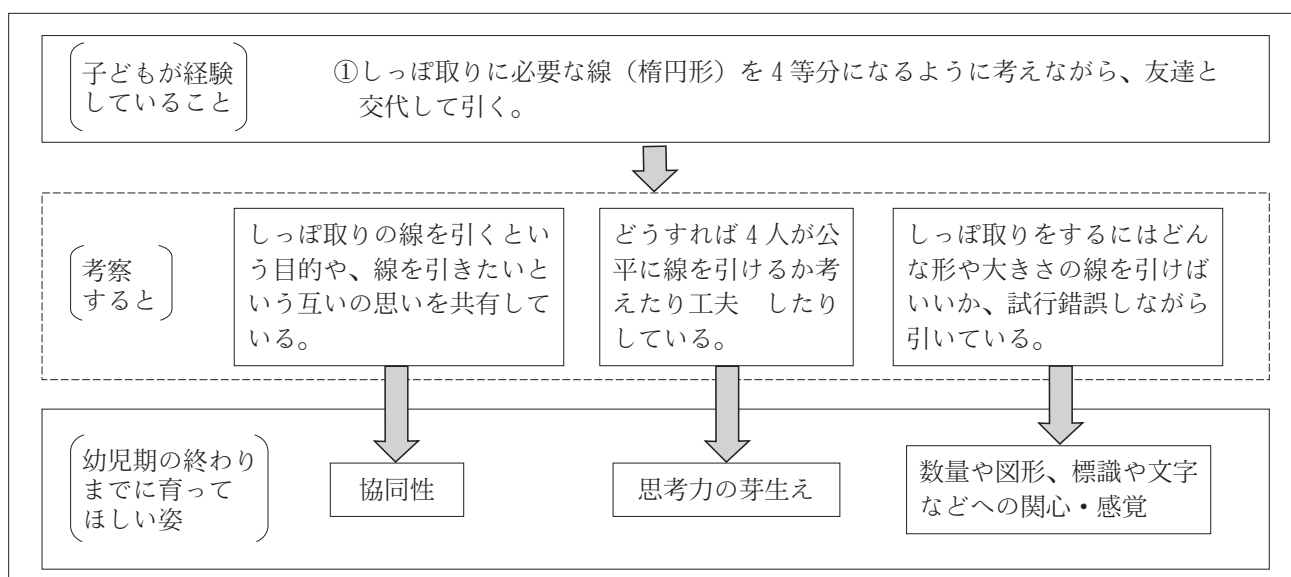 子どもが経験
していること
①しっぽ取りに必要な線（楕円形）を4等分になるように考えながら、友達と
交代して引く。
考察
すると
しっぽ取りの線を引くとい
う目的や、線を引きたいと
いう互いの思いを共有して
いる。
どうすれば4人が公
平に線を引けるか考
えたり工夫　したり
している。
しっぽ取りをするにはどん
な形や大きさの線を引けば
いいか、試行錯誤しながら
引いている。
幼児期の終わり
までに育って
ほしい姿
協同性
思考力の芽生え
数量や図形、標識や文字
などへの関心・感覚